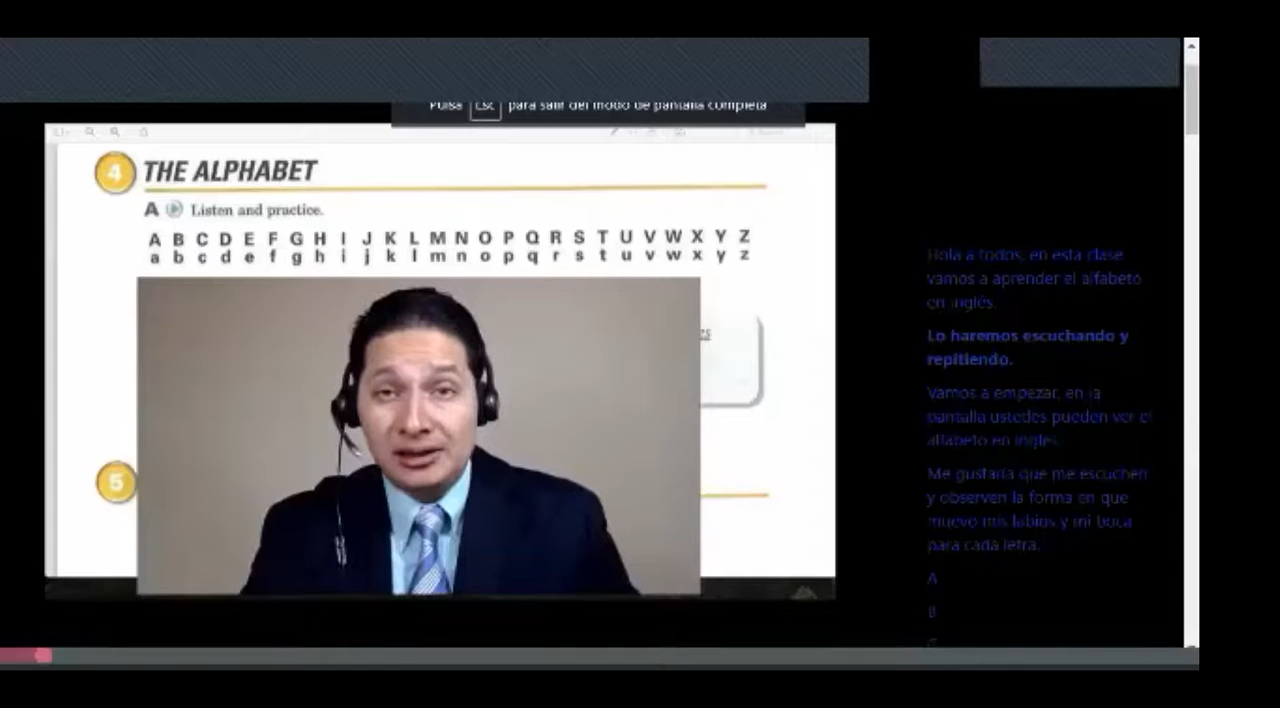 Pulsa Esc para salir del modo de pantalla completa
4 THE ALPHABET
A Listen and practice.
A B C D E F G H I J K L M N O P Q R S T U V W X Y Z
a b c d e f g h i j k l m n o p q r s t u v w x y z
5
Hola a todos, en esta clase
vamos a aprender el alfabeto
en inglés.
Lo haremos escuchando y
repitiendo.
Vamos a empezar, en la
pantalla ustedes pueden ver el
alfabeto en inglés.
Me gustaría que me escuchen
y observen la forma en que
muevo mis labios y mi boca
para cada letra.
A
B